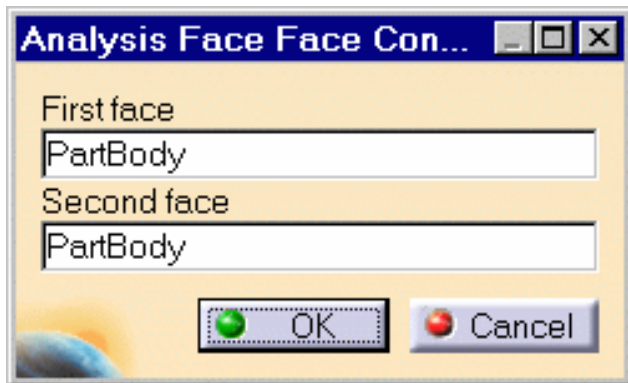 Analysis Face Face Con...
First face
PartBody
Second face
PartBody
OK Cancel